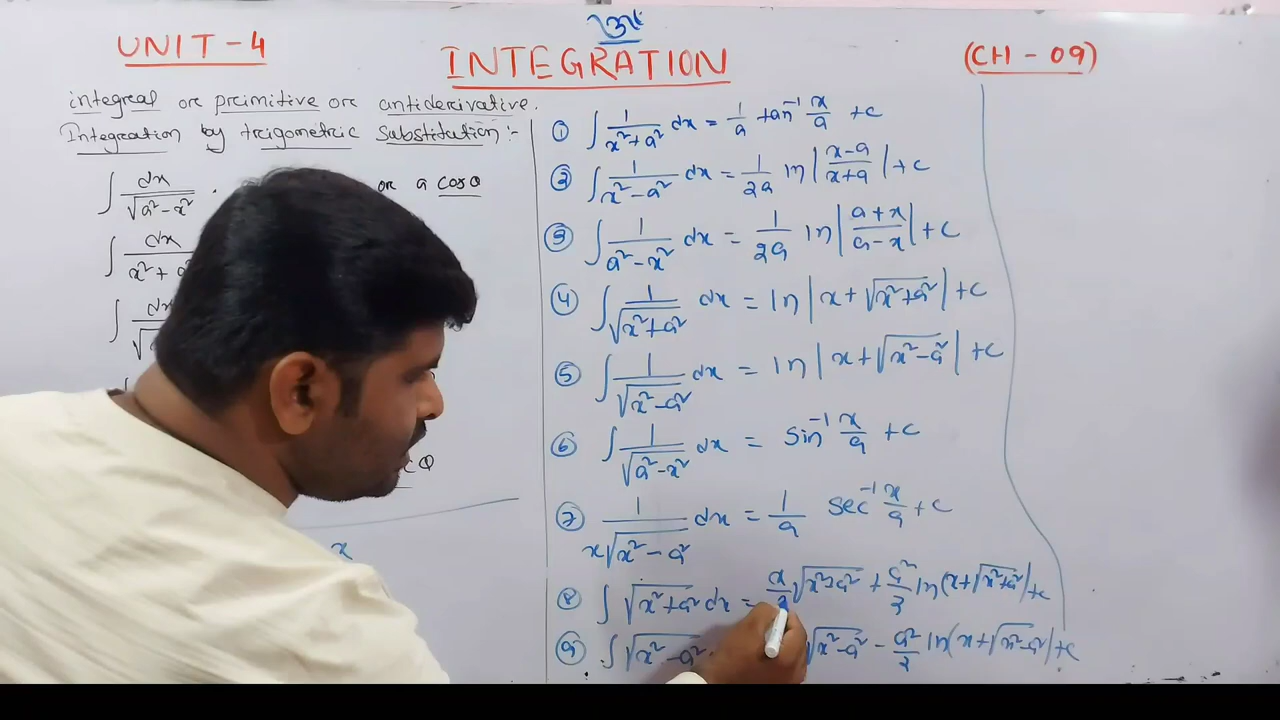 UNIT-4
INTEGRATION
(CH-09)
integral or primitive or antiderivative.
Integration by trigometric Substitution :-
∫ dx/√(a²-x²) or a cosθ
∫ dx/(x²+a
∫ dx/√
x
① ∫ 1/(x²+a²) dx = 1/a tan⁻¹ x/a +c
② ∫ 1/(x²-a²) dx = 1/2a ln|(x-a)/(x+a)| +c
③ ∫ 1/(a²-x²) dx = 1/2a ln|(a+x)/(a-x)| +c
④ ∫ 1/√(x²+a²) dx = ln|x+√(x²+a²)| +c
⑤ ∫ 1/√(x²-a²) dx = ln|x+√(x²-a²)| +c
⑥ ∫ 1/√(a²-x²) dx = sin⁻¹ x/a +c
⑦ 1/(x√(x²-a²)) dx = 1/a sec⁻¹ x/a +c
⑧ ∫ √(x²+a²) dx = x/2 √(x²+a²) + a²/2 ln(x+√(x²+a²)| +c
⑨ ∫ √(x²-a²) √(x²-a²) - a²/2 ln(x+√(x²-a²)| +c